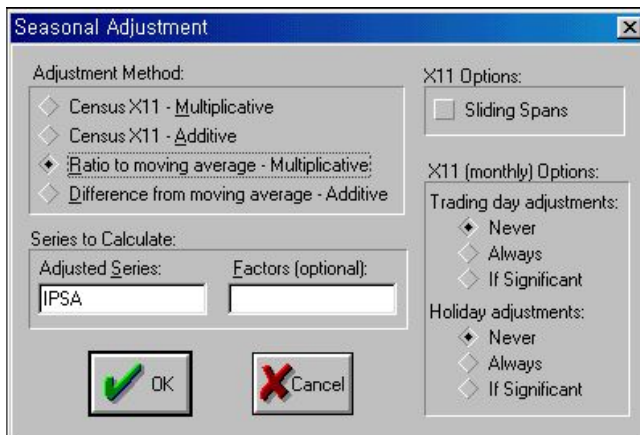 Seasonal Adjustment
Adjustment Method:
Census X11 - Multiplicative
Census X11 - Additive
Ratio to moving average - Multiplicative
Difference from moving average - Additive
Series to Calculate:
Adjusted Series:
Factors (optional):
IPSA
OK
Cancel
X11 Options:
Sliding Spans
X11 (monthly) Options:
Trading day adjustments:
Never
Always
If Significant
Holiday adjustments:
Never
Always
If Significant